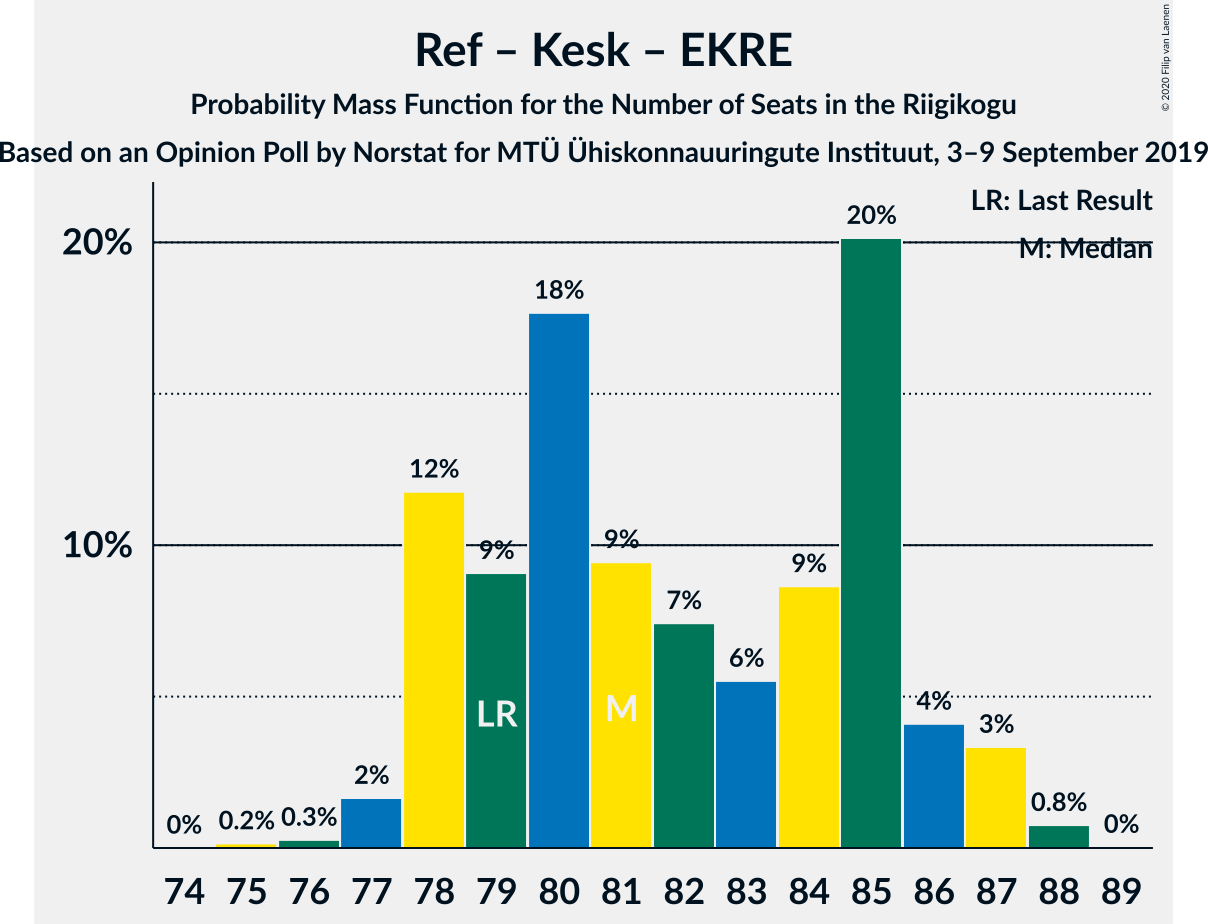 Ref – Kesk – EKRE
© 2020 Filip van Laenen
Probability Mass Function for the Number of Seats in the Riigikogu
Based on an Opinion Poll by Norstat for MTÜ Ühiskonnauuringute Instituut, 3–9 September 2019
LR: Last Result
M: Median
20%
10%
0%
0.2%
0.3%
2%
12%
9%
18%
9%
7%
6%
9%
20%
4%
3%
0.8%
0%
LR
M
74 75 76 77 78 79 80 81 82 83 84 85 86 87 88 89